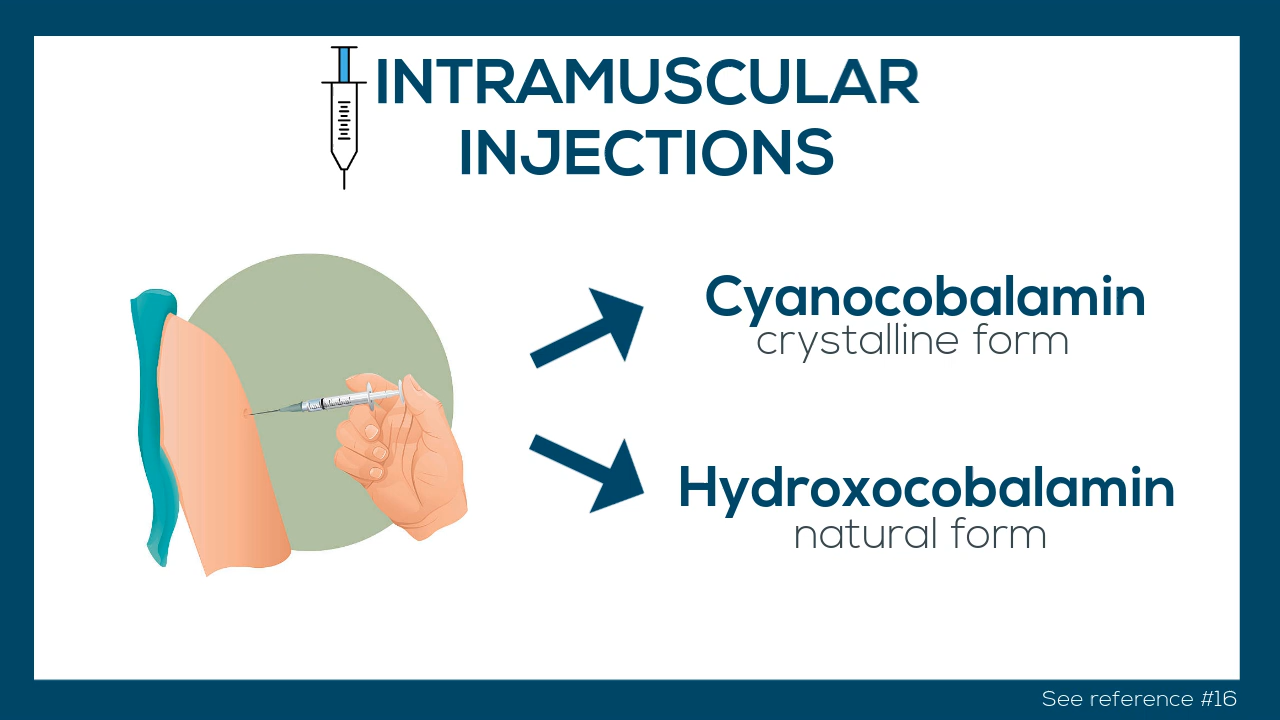 INTRAMUSCULAR
INJECTIONS
Cyanocobalamin
crystalline form
Hydroxocobalamin
natural form
See reference #16